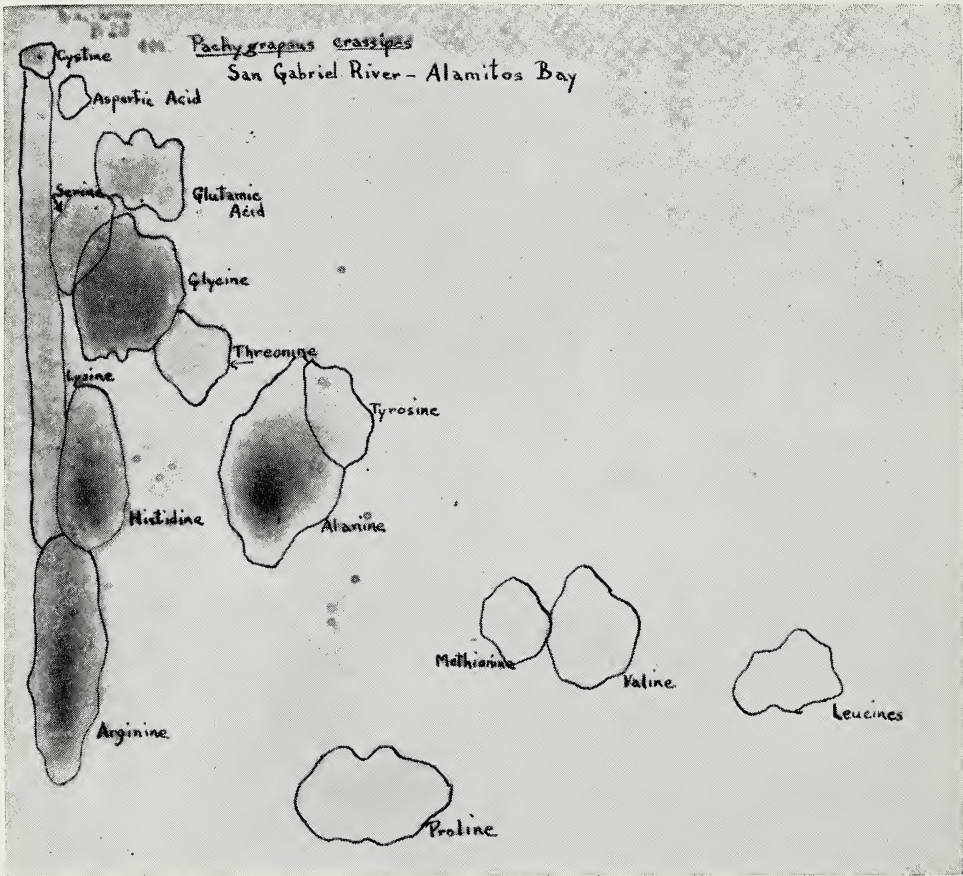 Pachygrapsus crassipes
San Gabriel River - Alamitos Bay
Cystine
Aspartic Acid
Serine
Glutamic
Acid
Glycine
Threonine
Lysine
Tyrosine
Histidine
Alanine
Methionine
Valine
Leucines
Arginine
Proline